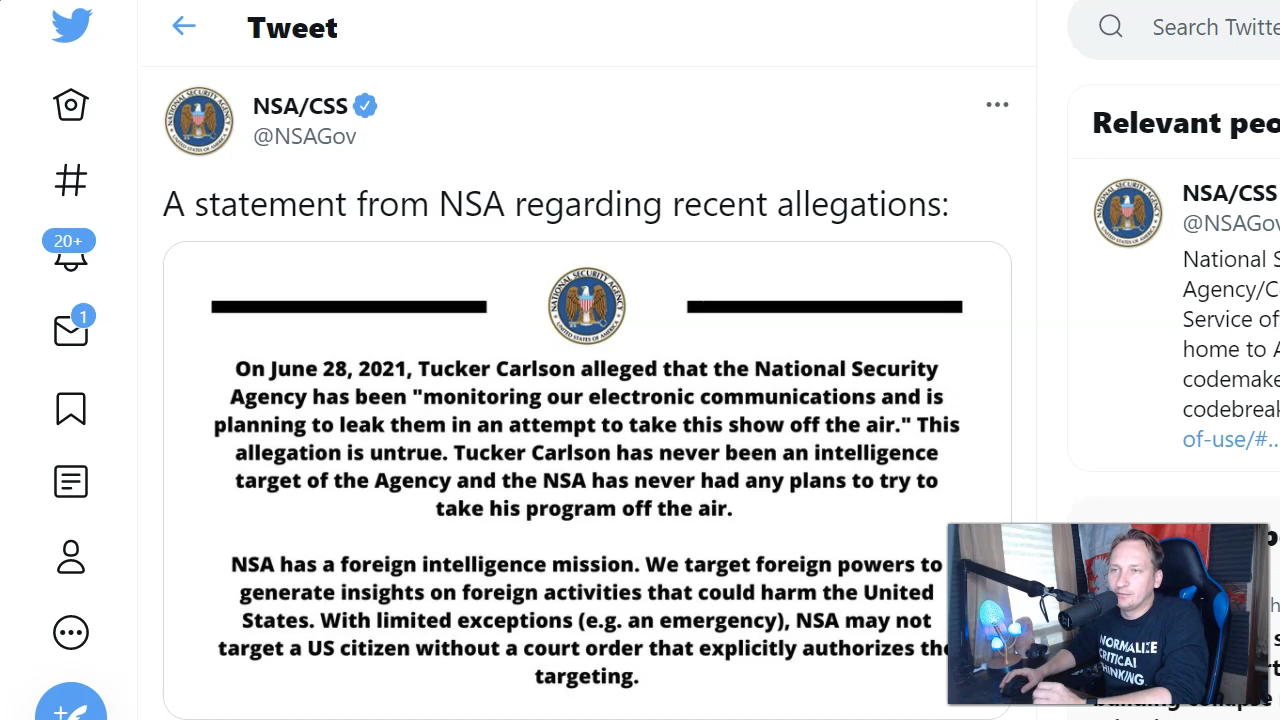 Tweet
Search Twitte
NSA/CSS
@NSAGov
A statement from NSA regarding recent allegations:
20+
1
On June 28, 2021, Tucker Carlson alleged that the National Security
Agency has been "monitoring our electronic communications and is
planning to leak them in an attempt to take this show off the air." This
allegation is untrue. Tucker Carlson has never been an intelligence
target of the Agency and the NSA has never had any plans to try to
take his program off the air.
NSA has a foreign intelligence mission. We target foreign powers to
generate insights on foreign activities that could harm the United
States. With limited exceptions (e.g. an emergency), NSA may not
target a US citizen without a court order that explicitly authorizes the
targeting.
Relevant peo
NSA/CSS
@NSAGov
National S
Agency/C
Service of
home to A
codemake
codebreak
of-use/#..
NORMALIZE
CRITICAL
THINKING.
building collapse